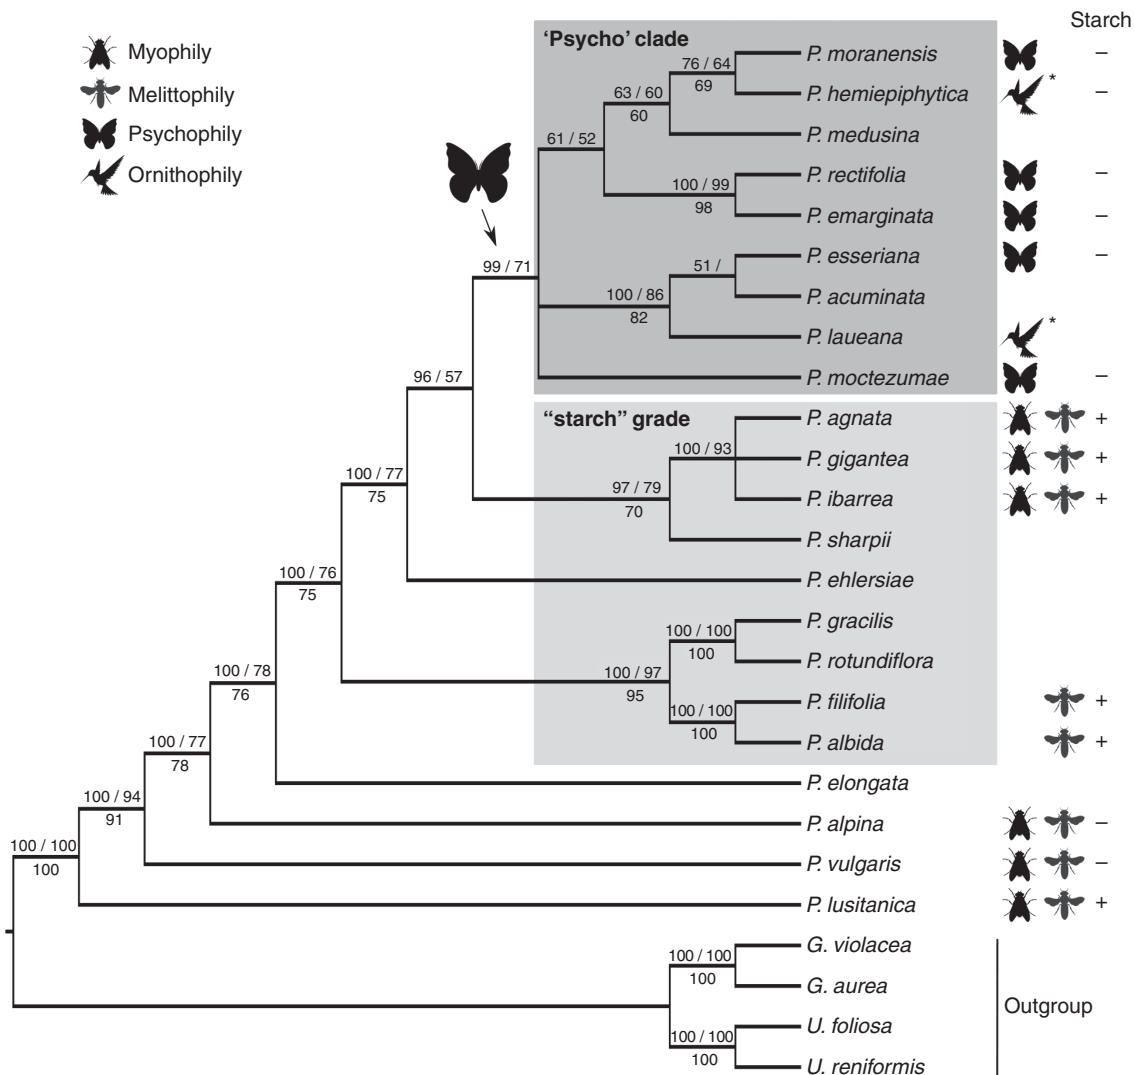 Starch
Myophily
Melittophily
Psychophily
Ornithophily
'Psycho' clade
P. moranensis –
76 / 64
69
P. hemiepiphytica * –
63 / 60
60
P. medusina
61 / 52
P. rectifolia –
100 / 99
98
P. emarginata –
P. esseriana –
51 /
99 / 71
P. acuminata
100 / 86
82
P. laueana *
P. moctezumae –
96 / 57
"starch" grade
P. agnata +
100 / 93
P. gigantea +
97 / 79
70
P. ibarrea +
100 / 77
75
P. sharpii
P. ehlersiae
100 / 76
75
P. gracilis
100 / 100
100
P. rotundiflora
100 / 97
95
100 / 78
76
P. filifolia +
100 / 100
100
P. albida +
100 / 77
78
P. elongata
100 / 94
91
P. alpina –
100 / 100
100
P. vulgaris –
P. lusitanica +
G. violacea
100 / 100
100
G. aurea
Outgroup
U. foliosa
100 / 100
100
U. reniformis